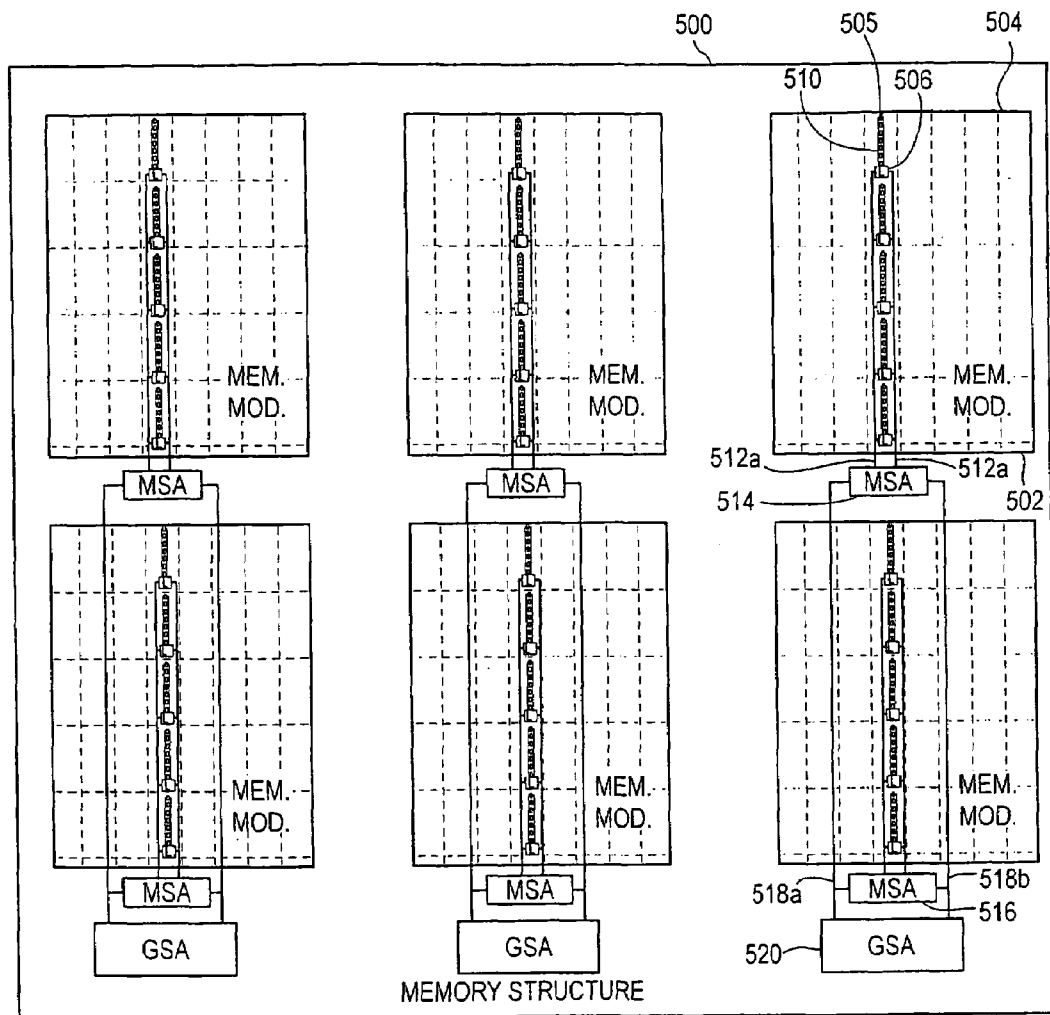 500
505
504
510
506
MEM.
MOD.
MEM.
MOD.
MEM.
MOD.
512a
512a
MSA
MSA
MSA
514
502
MEM.
MOD.
MEM.
MOD.
MEM.
MOD.
MSA
MSA
518a
MSA
518b
516
GSA
GSA
520
GSA
MEMORY STRUCTURE